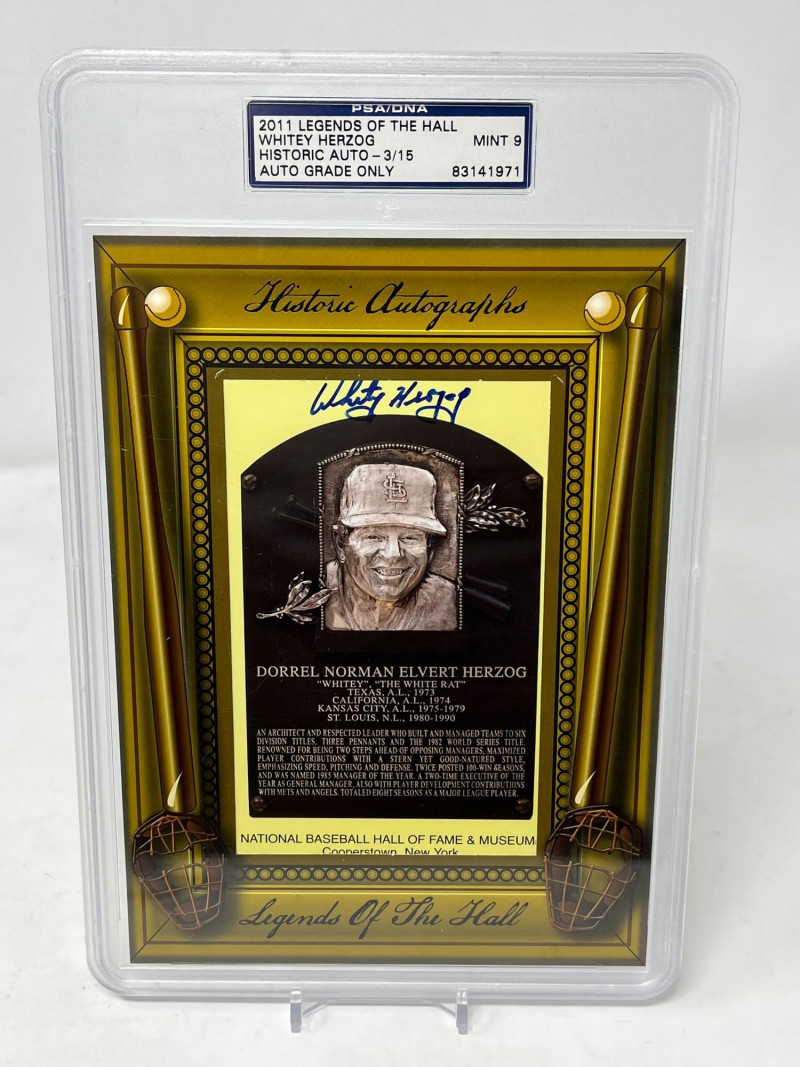 PSA/DNA
2011 LEGENDS OF THE HALL
WHITEY HERZOG MINT 9
HISTORIC AUTO - 3/15
AUTO GRADE ONLY 83141971
Historic Autographs
Whitey Herzog
StL
DORREL NORMAN ELVERT HERZOG
"WHITEY", "THE WHITE RAT"
TEXAS, A.L., 1973
CALIFORNIA, A.L., 1974
KANSAS CITY, A.L., 1975-1979
ST. LOUIS, N.L., 1980-1990
AN ARCHITECT AND RESPECTED LEADER WHO BUILT AND MANAGED TEAMS TO SIX
DIVISION TITLES, THREE PENNANTS AND THE 1982 WORLD SERIES TITLE.
RENOWNED FOR BEING TWO STEPS AHEAD OF OPPOSING MANAGERS, MAXIMIZED
PLAYER CONTRIBUTIONS WITH A STERN YET GOOD-NATURED STYLE,
EMPHASIZING SPEED, PITCHING AND DEFENSE. TWICE POSTED 100-WIN SEASONS,
AND WAS NAMED 1985 MANAGER OF THE YEAR. A TWO-TIME EXECUTIVE OF THE
YEAR AS GENERAL MANAGER, ALSO WITH PLAYER DEVELOPMENT CONTRIBUTIONS
WITH METS AND ANGELS. TOTALED EIGHT SEASONS AS A MAJOR LEAGUE PLAYER.
NATIONAL BASEBALL HALL OF FAME & MUSEUM
Cooperstown, New York
Legends Of The Hall